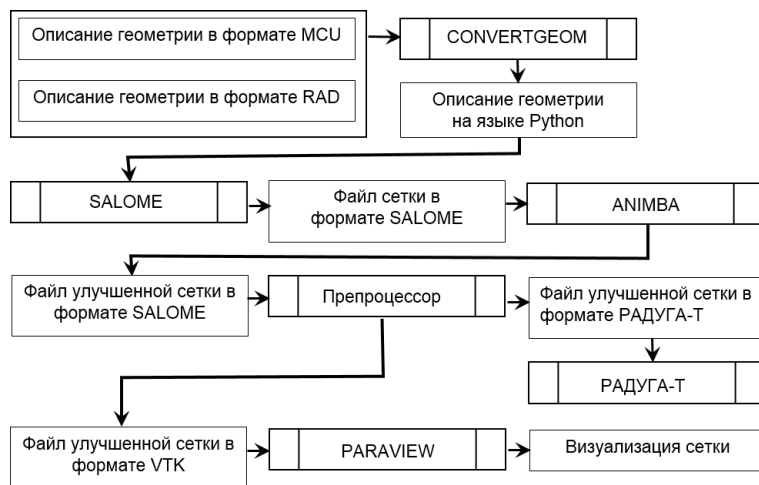 Описание геометрии в формате MCU
CONVERTGEOM
Описание геометрии в формате RAD
Описание геометрии
на языке Python
SALOME
Файл сетки в
формате SALOME
ANIMBA
Файл улучшенной сетки в
формате SALOME
Препроцессор
Файл улучшенной сетки в
формате РАДУГА-Т
РАДУГА-Т
Файл улучшенной сетки в
формате VTK
PARAVIEW
Визуализация сетки